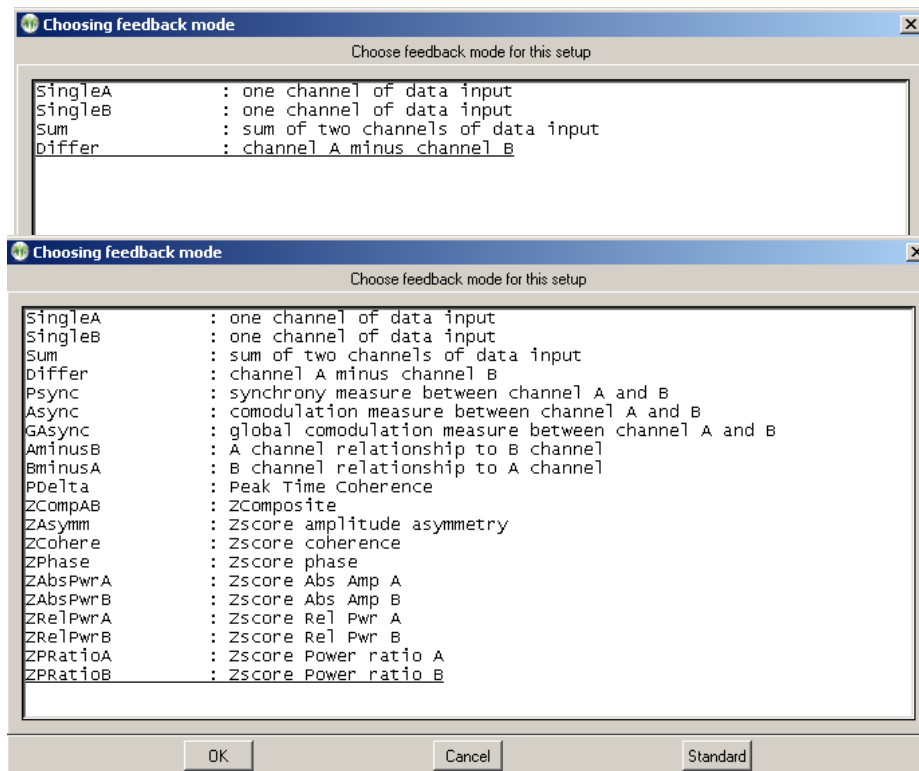 Choosing feedback mode
Choose feedback mode for this setup
SingleA : one channel of data input
SingleB : one channel of data input
Sum : sum of two channels of data input
Differ : channel A minus channel B
Choosing feedback mode
Choose feedback mode for this setup
SingleA : one channel of data input
SingleB : one channel of data input
Sum : sum of two channels of data input
Differ : channel A minus channel B
Psync : synchrony measure between channel A and B
Async : comodulation measure between channel A and B
GAsync : global comodulation measure between channel A and B
AminusB : A channel relationship to B channel
BminusA : B channel relationship to A channel
PDelta : Peak Time Coherence
ZCompAB : ZComposite
ZAsymm : Zscore amplitude asymmetry
ZCohere : Zscore coherence
ZPhase : Zscore phase
ZAbsPwrA : Zscore Abs Amp A
ZAbsPwrB : Zscore Abs Amp B
ZRelPwrA : Zscore Rel Pwr A
ZRelPwrB : Zscore Rel Pwr B
ZPRatioA : Zscore Power ratio A
ZPRatioB : Zscore Power ratio B
OK Cancel Standard